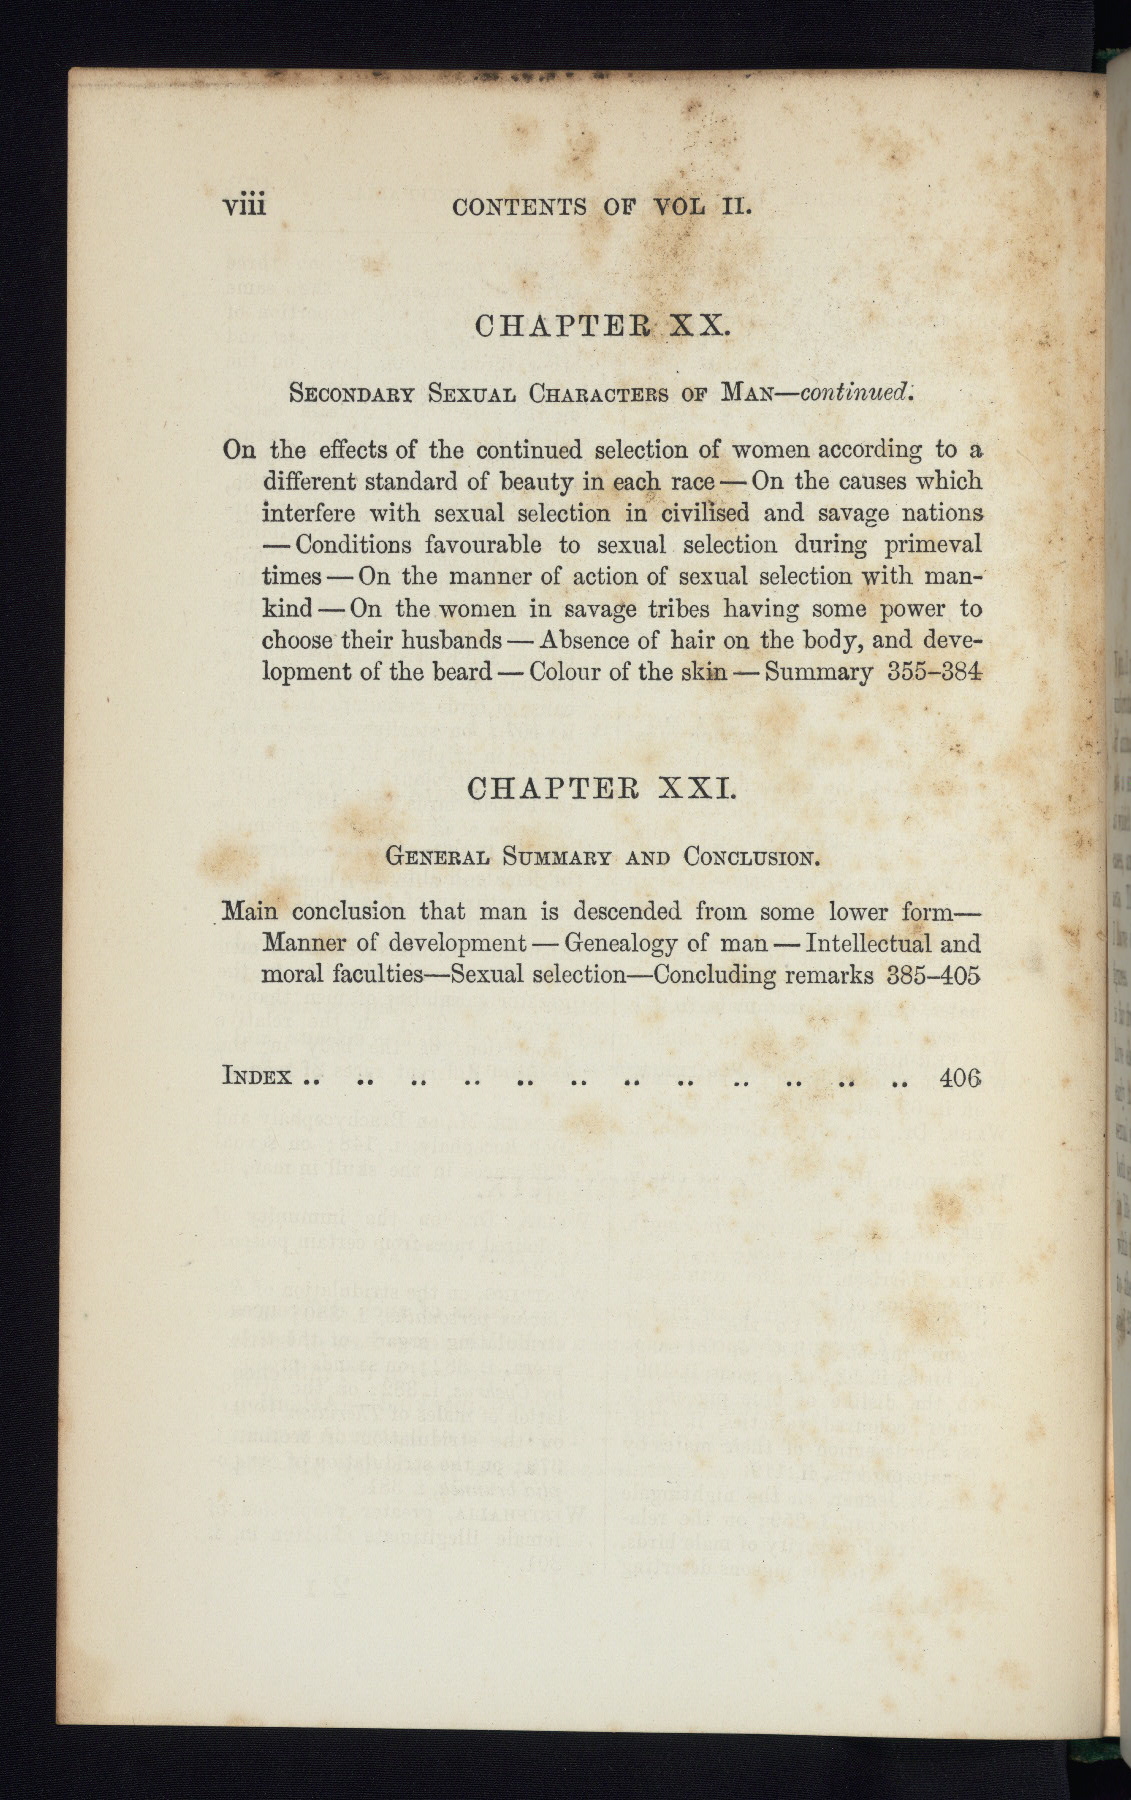 viii CONTENTS OF VOL II.
CHAPTER XX.
Secondary Sexual Characters of Man—continued.
On the effects of the continued selection of women according to a
different standard of beauty in each race — On the causes which
interfere with sexual selection in civilised and savage nations
— Conditions favourable to sexual selection during primeval
times — On the manner of action of sexual selection with man-
kind — On the women in savage tribes having some power to
choose their husbands — Absence of hair on the body, and deve-
lopment of the beard — Colour of the skin — Summary 355–384
CHAPTER XXI.
General Summary and Conclusion.
Main conclusion that man is descended from some lower form—
Manner of development — Genealogy of man — Intellectual and
moral faculties—Sexual selection—Concluding remarks 385–405
Index .. .. .. .. .. .. .. .. .. .. .. .. 406